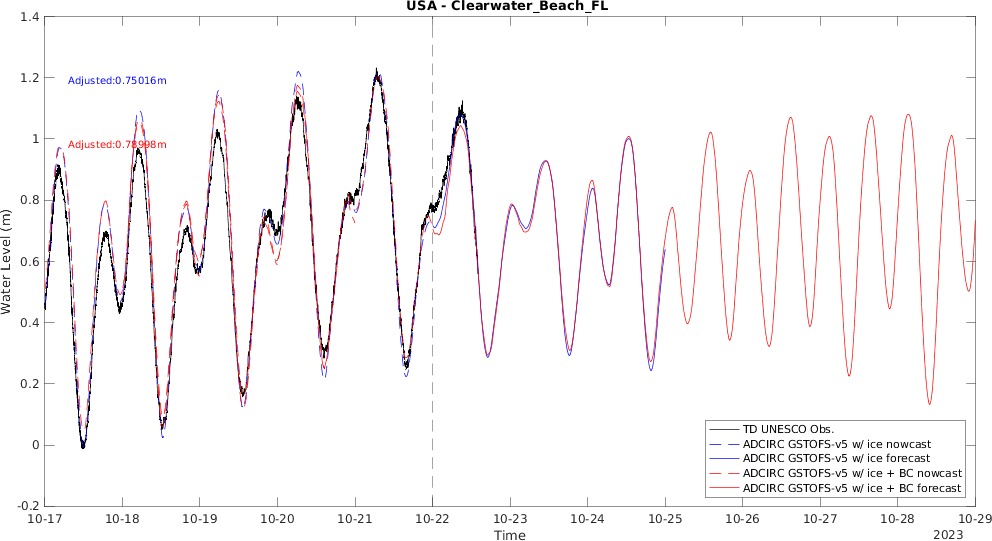 USA - Clearwater_Beach_FL
1.4
1.2
1
0.8
0.6
0.4
0.2
0
-0.2
Water Level (m)
Adjusted:0.75016m
Adjusted:0.78998m
TD UNESCO Obs.
ADCIRC GSTOFS-v5 w/ ice nowcast
ADCIRC GSTOFS-v5 w/ ice forecast
ADCIRC GSTOFS-v5 w/ ice + BC nowcast
ADCIRC GSTOFS-v5 w/ ice + BC forecast
10-17 10-18 10-19 10-20 10-21 10-22 10-23 10-24 10-25 10-26 10-27 10-28 10-29
Time
2023